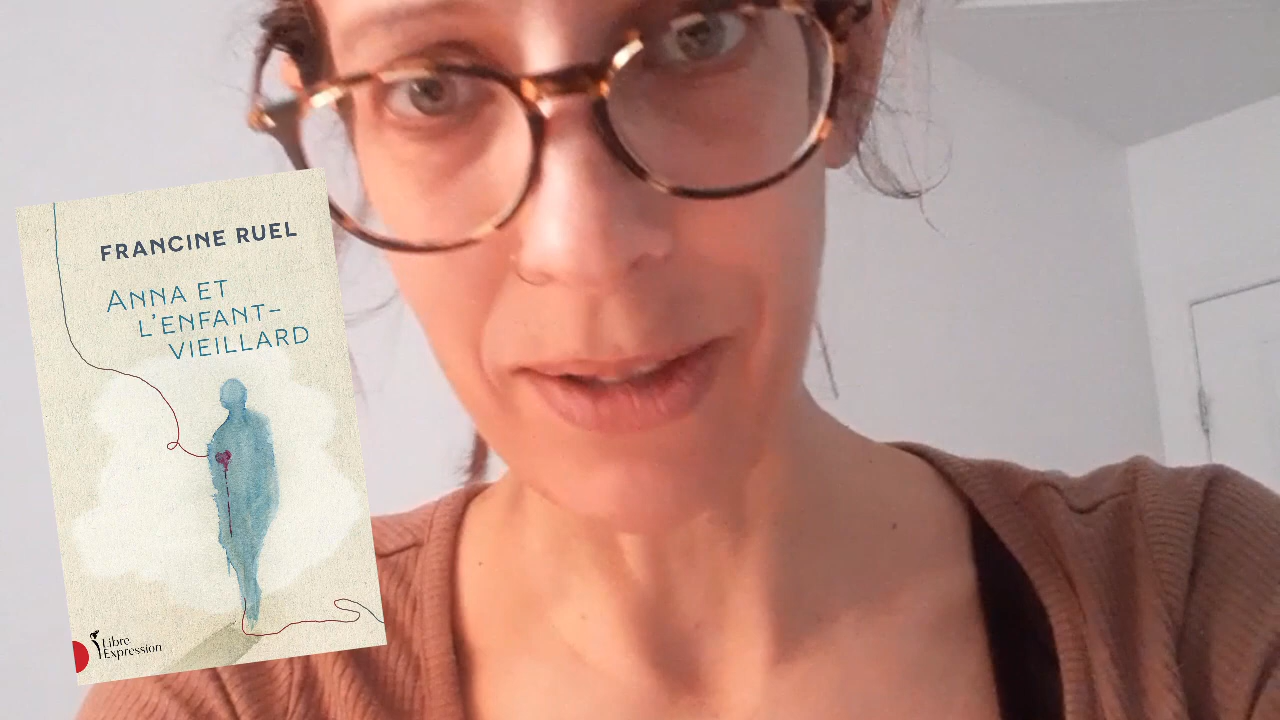 FRANCINE RUEL
ANNA ET
L'ENFANT-
VIEILLARD
Libre
Expression